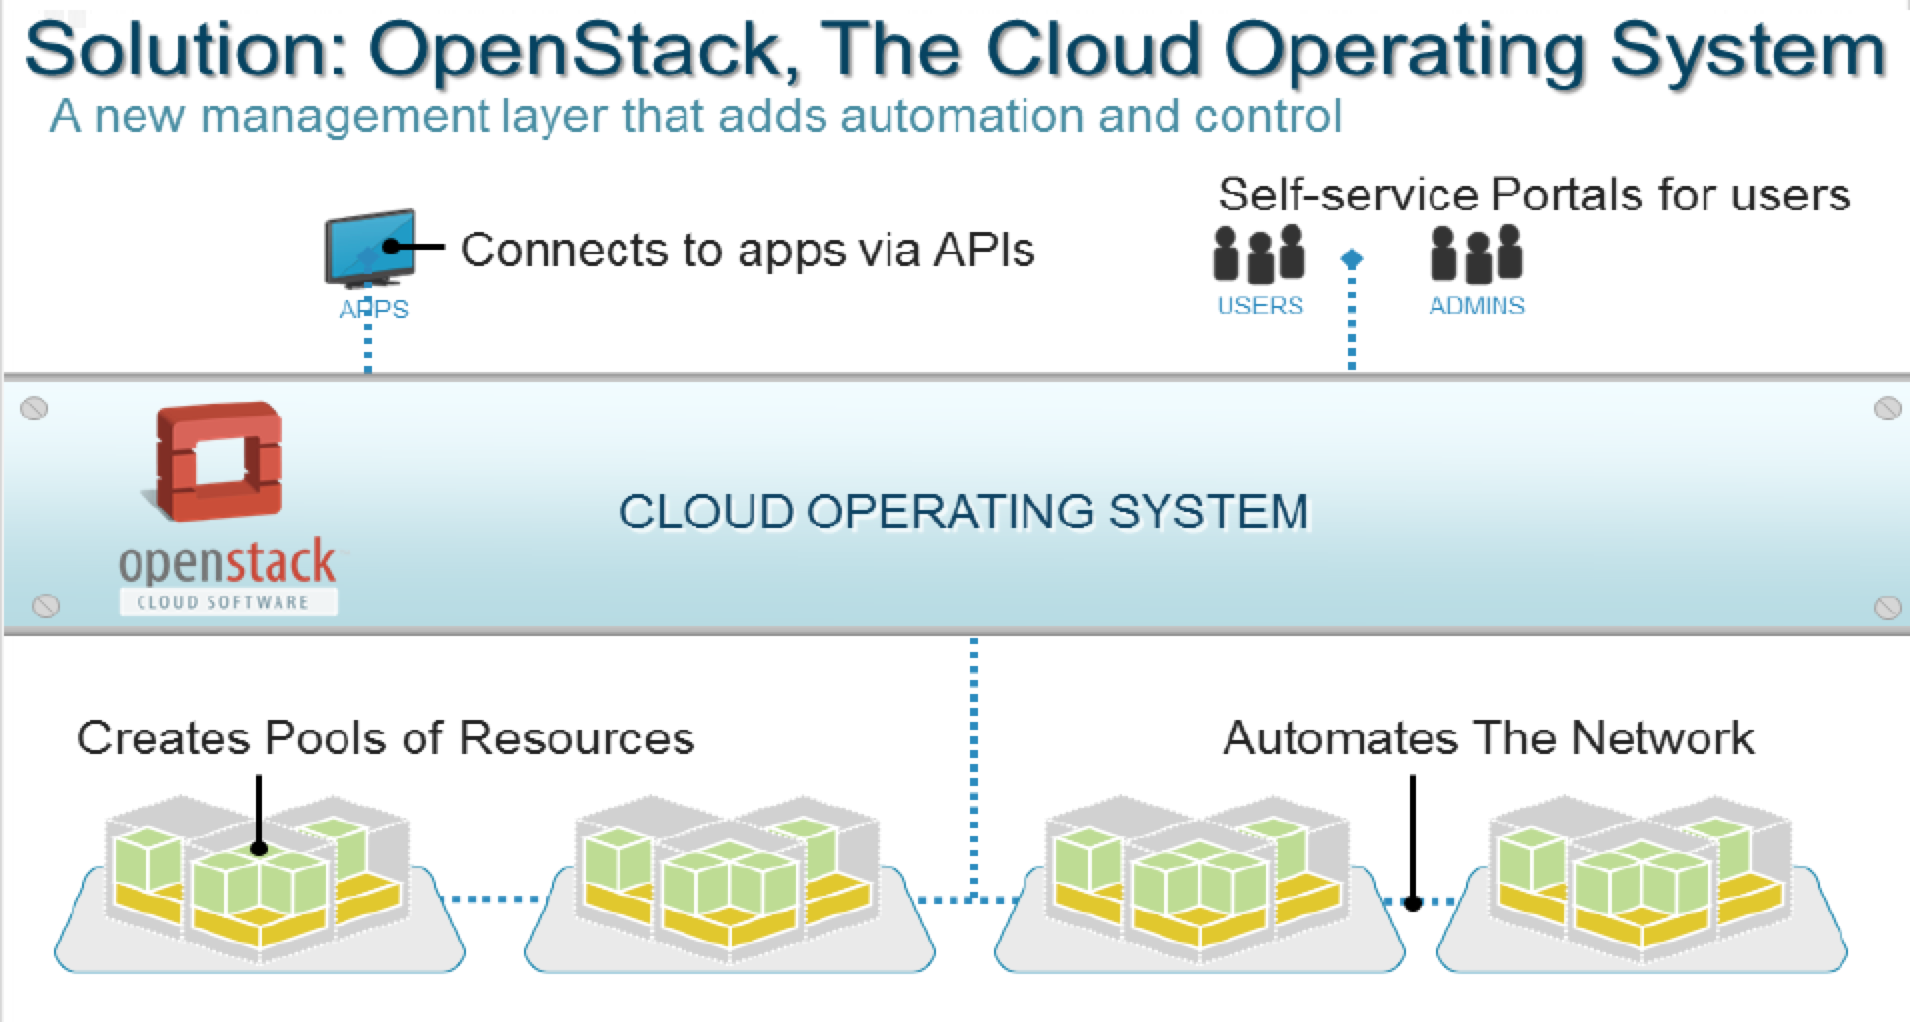 Solution: OpenStack, The Cloud Operating System
A new management layer that adds automation and control
Self-service Portals for users
Connects to apps via APIs
APPS
USERS
ADMINS
openstack
CLOUD SOFTWARE
CLOUD OPERATING SYSTEM
Creates Pools of Resources
Automates The Network